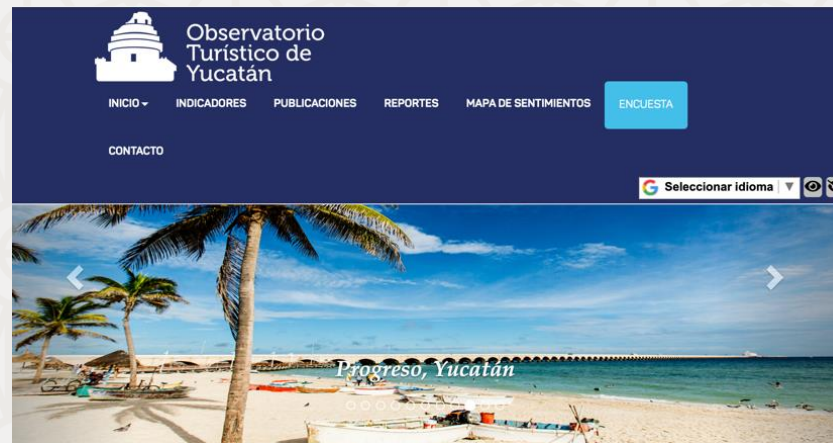 Observatorio
Turístico de
Yucatán
INICIO
INDICADORES
PUBLICACIONES
REPORTES
MAPA DE SENTIMIENTOS
ENCUESTA
CONTACTO
G Seleccionar idioma ▼
Progreso, Yucatán